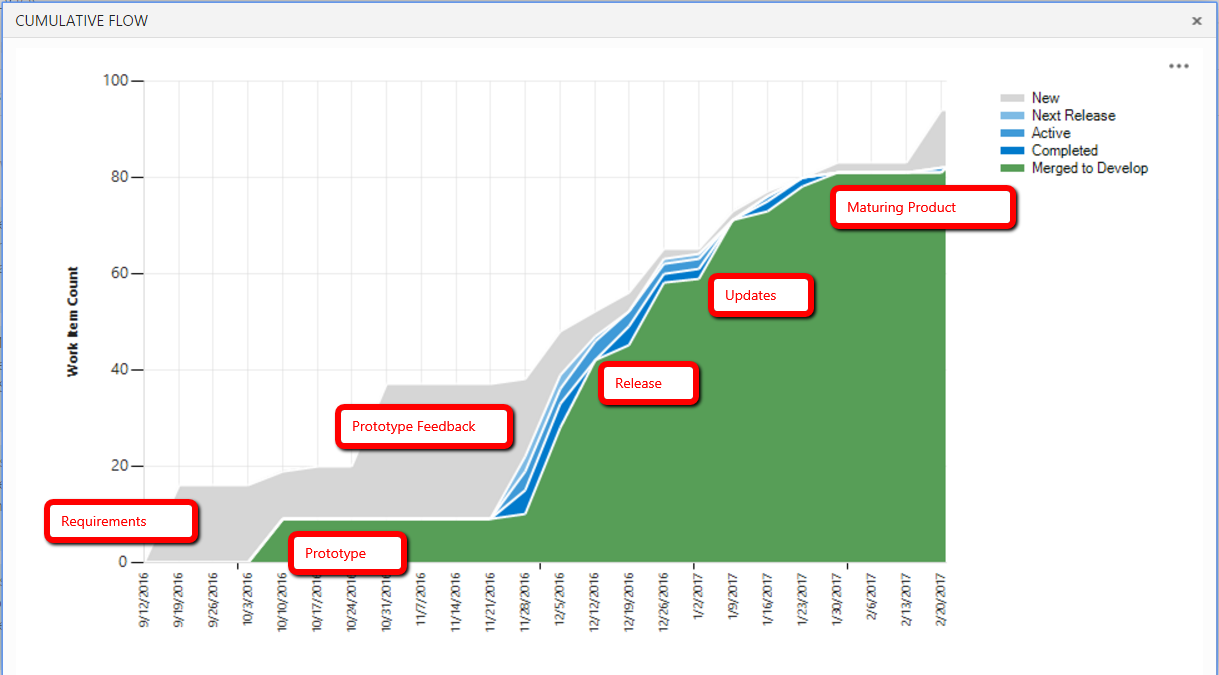 CUMULATIVE FLOW
100
80
60
40
20
0
Work Item Count
New
Next Release
Active
Completed
Merged to Develop
Maturing Product
Updates
Release
Prototype Feedback
Requirements
Prototype
9/12/2016
9/19/2016
9/26/2016
10/3/2016
10/10/2016
10/17/2016
10/24/2016
10/31/2016
11/7/2016
11/14/2016
11/21/2016
11/28/2016
12/5/2016
12/12/2016
12/19/2016
12/26/2016
1/2/2017
1/9/2017
1/16/2017
1/23/2017
1/30/2017
2/6/2017
2/13/2017
2/20/2017